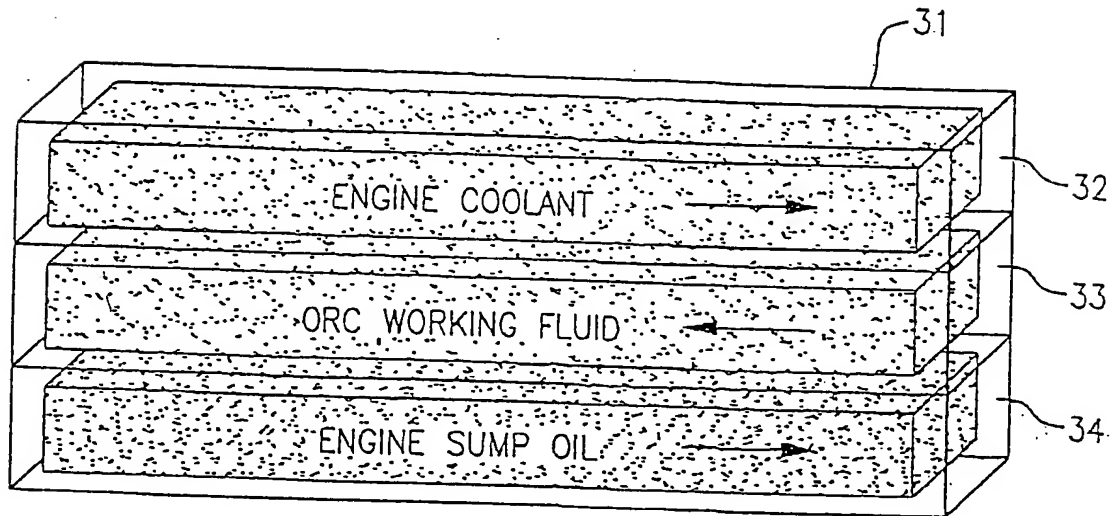 31
ENGINE COOLANT
32
ORC WORKING FLUID
33
ENGINE SUMP OIL
34